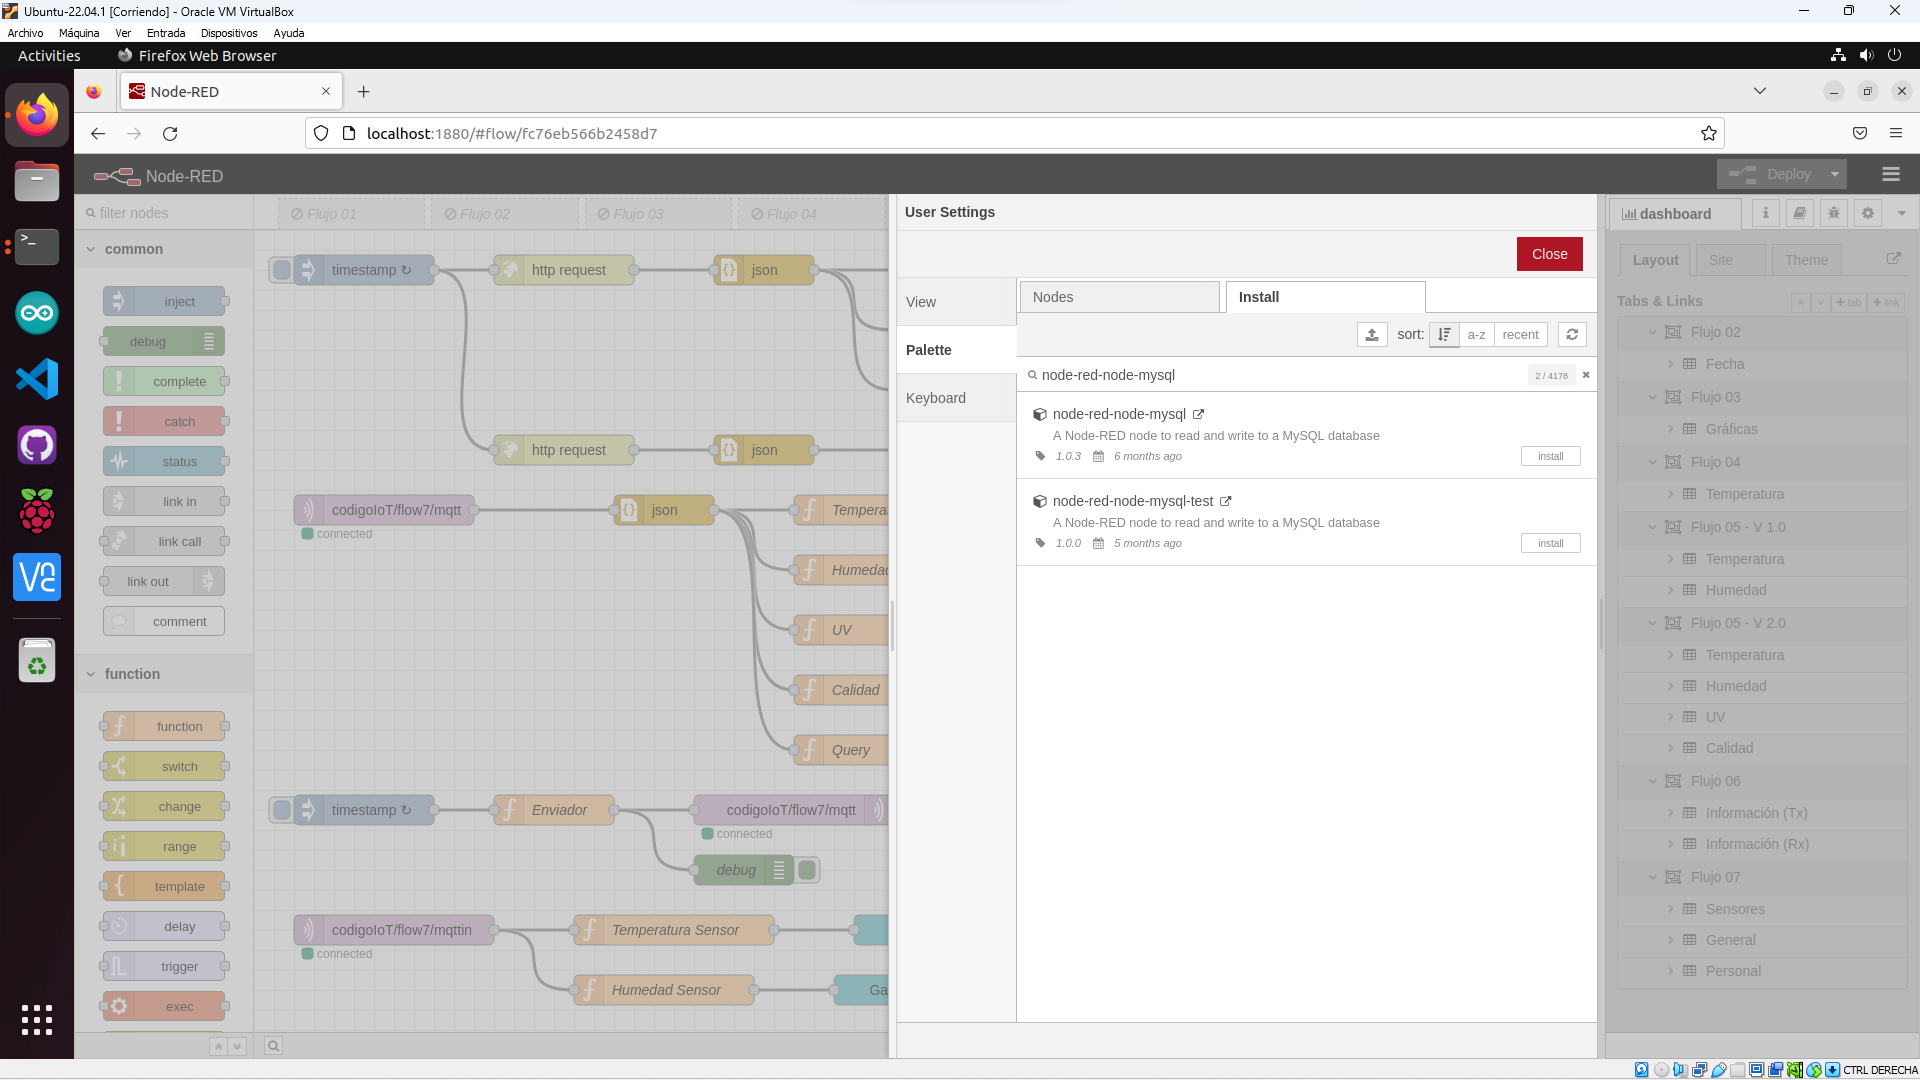 Ubuntu-22.04.1 [Corriendo] - Oracle VM VirtualBox
Archivo Máquina Ver Entrada Dispositivos Ayuda
Activities Firefox Web Browser
Node-RED
localhost:1880/#flow/fc76eb566b2458d7
Node-RED
Deploy
filter nodes
Flujo 01 Flujo 02 Flujo 03 Flujo 04
common
inject
debug
complete
catch
status
link in
link call
link out
comment
function
function
switch
change
range
template
delay
trigger
exec
timestamp ↻
http request
json
http request
json
codigoIoT/flow7/mqtt
connected
json
Tempera
Humedad
UV
Calidad
Query
timestamp ↻
Enviador
codigoIoT/flow7/mqtt
connected
debug
codigoIoT/flow7/mqttin
connected
Temperatura Sensor
Humedad Sensor
Ga
User Settings
Close
View
Palette
Keyboard
Nodes
Install
sort: a-z recent
node-red-node-mysql
2 / 4178
node-red-node-mysql
A Node-RED node to read and write to a MySQL database
1.0.3 6 months ago
install
node-red-node-mysql-test
A Node-RED node to read and write to a MySQL database
1.0.0 5 months ago
install
dashboard
Layout Site Theme
Tabs & Links
+ tab + link
Flujo 02
Fecha
Flujo 03
Gráficas
Flujo 04
Temperatura
Flujo 05 - V 1.0
Temperatura
Humedad
Flujo 05 - V 2.0
Temperatura
Humedad
UV
Calidad
Flujo 06
Información (Tx)
Información (Rx)
Flujo 07
Sensores
General
Personal
CTRL DERECHA